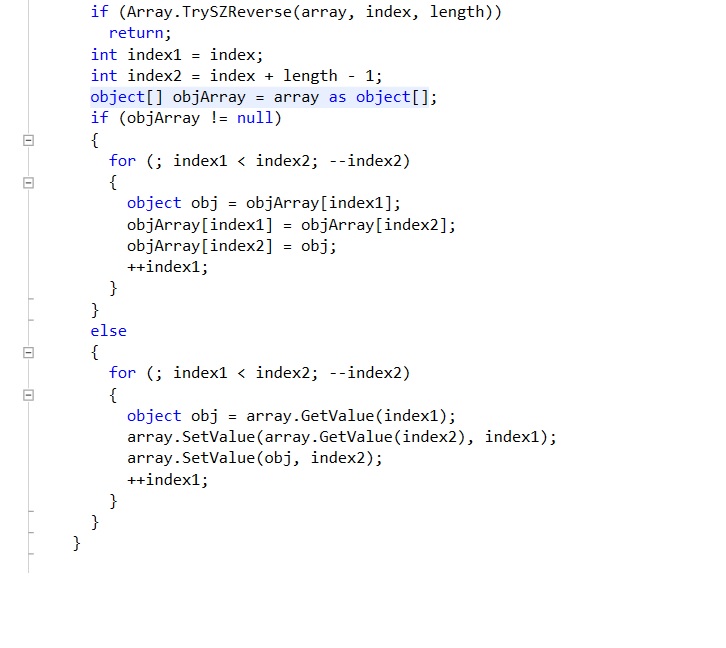 if (Array.TrySZReverse(array, index, length))
return;
int index1 = index;
int index2 = index + length - 1;
object[] objArray = array as object[];
if (objArray != null)
{
for (; index1 < index2; --index2)
{
object obj = objArray[index1];
objArray[index1] = objArray[index2];
objArray[index2] = obj;
++index1;
}
}
else
{
for (; index1 < index2; --index2)
{
object obj = array.GetValue(index1);
array.SetValue(array.GetValue(index2), index1);
array.SetValue(obj, index2);
++index1;
}
}
}